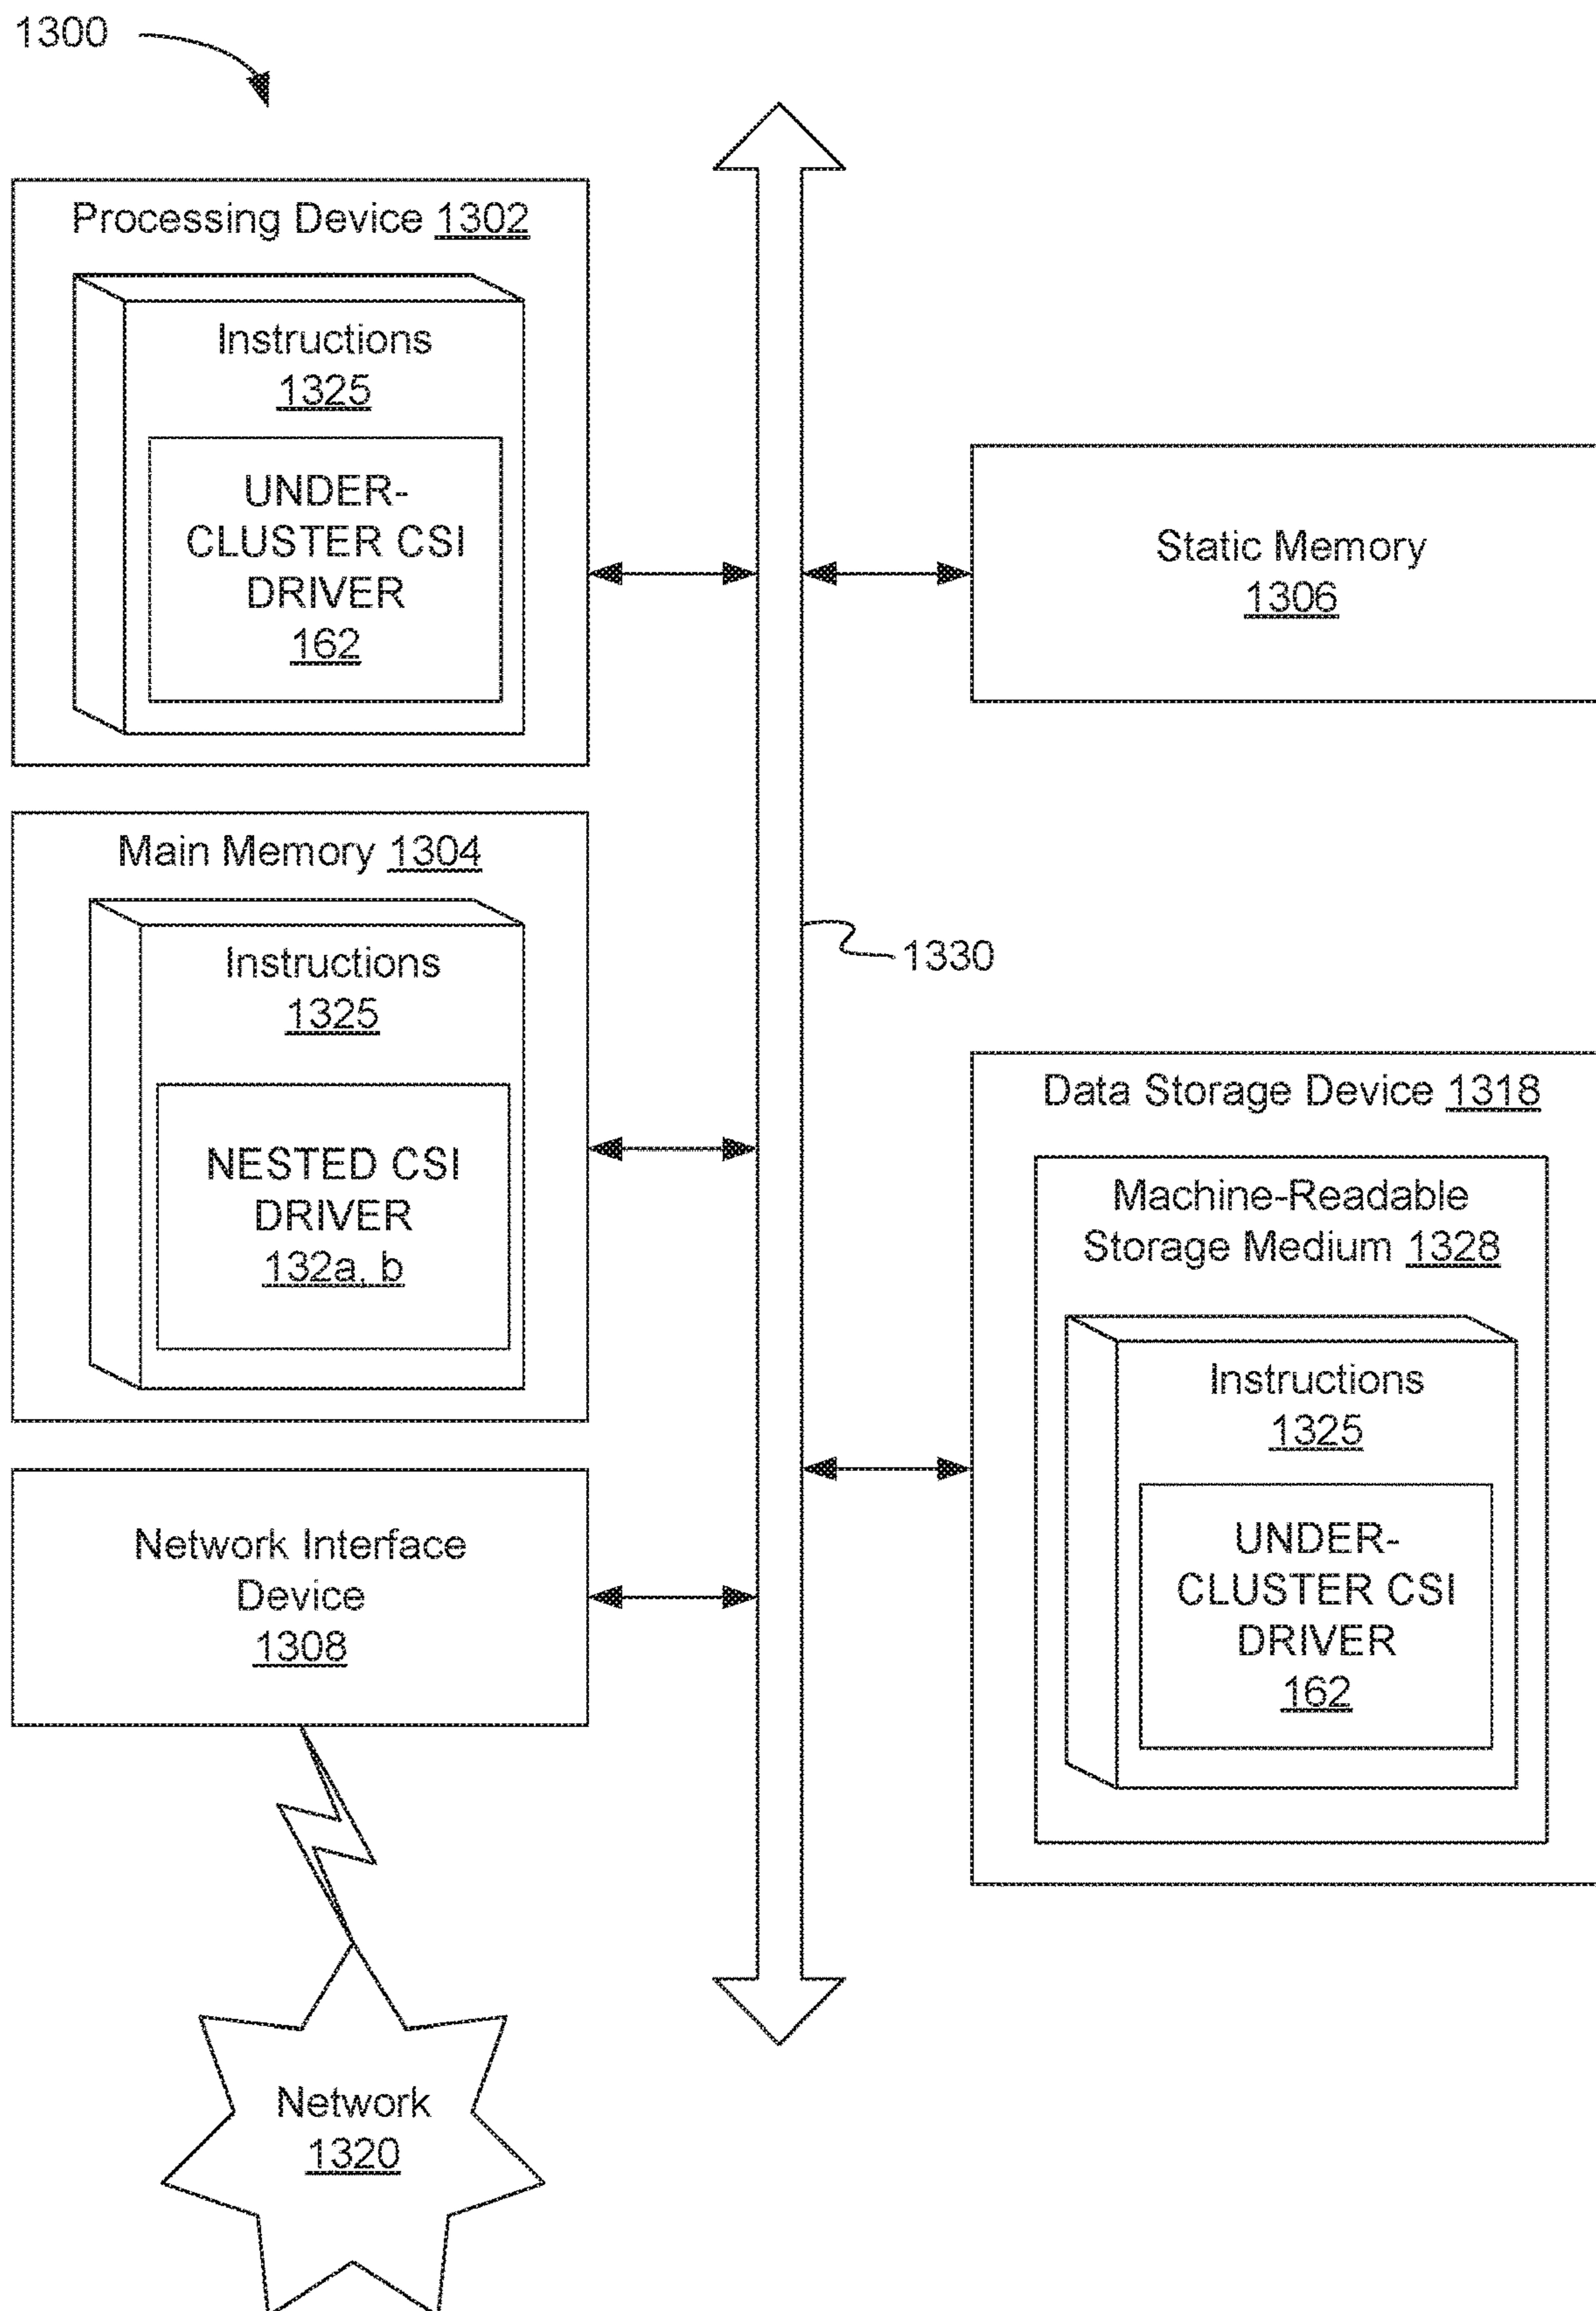 1300
Processing Device 1302
Instructions
1325
UNDER-
CLUSTER CSI
DRIVER
162
Static Memory
1306
Main Memory 1304
Instructions
1325
NESTED CSI
DRIVER
132a, b
1330
Data Storage Device 1318
Machine-Readable
Storage Medium 1328
Instructions
1325
UNDER-
CLUSTER CSI
DRIVER
162
Network Interface
Device
1308
Network
1320